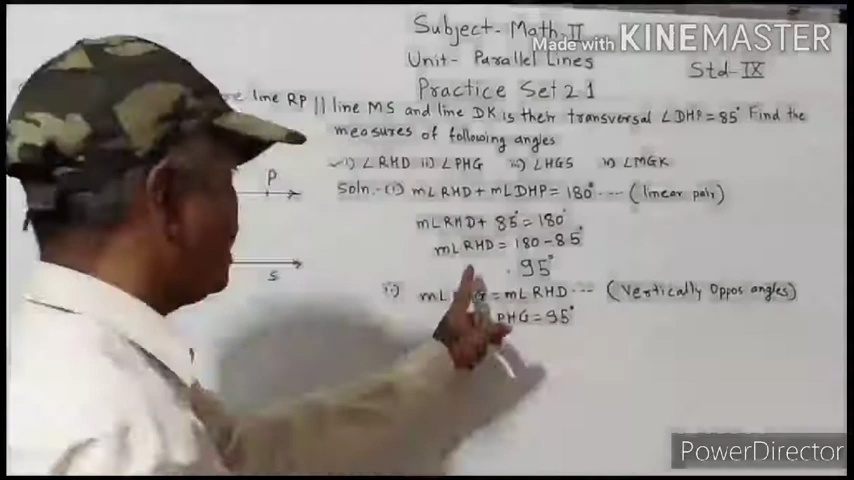 Subject - Math - II
Made with KINEMASTER
Unit - Parallel Lines
Std - IX
Practice Set 2.1
line RP || line MS and line DK is their transversal ∠DHP = 85° Find the
measures of following angles
i) ∠RHD ii) ∠PHG iii) ∠HGS iv) ∠MGK
P
Soln. - (i) m∠RHD + m∠DHP = 180° ---- (linear pair)
m∠RHD + 85° = 180°
m∠RHD = 180 - 85°
95°
S
ii) m∠ G = m∠RHD --- (Vertically Oppos angles)
PHG = 95°
PowerDirector